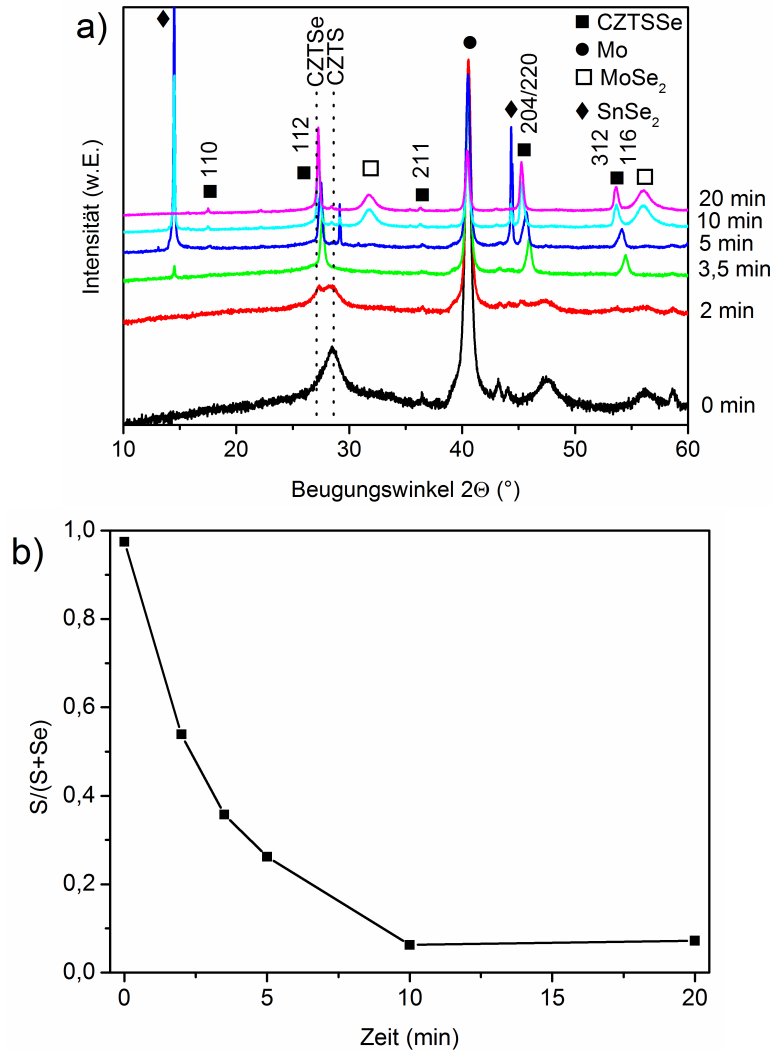 a)
CZTSSe
Mo
MoSe₂
SnSe₂
CZTSe
CZTS
110
112
211
204/220
312
116
20 min
10 min
5 min
3,5 min
2 min
0 min
Intensität (w.E.)
10 20 30 40 50 60
Beugungswinkel 2Θ (°)
b)
1,0
0,8
0,6
0,4
0,2
0,0
S/(S+Se)
0 5 10 15 20
Zeit (min)